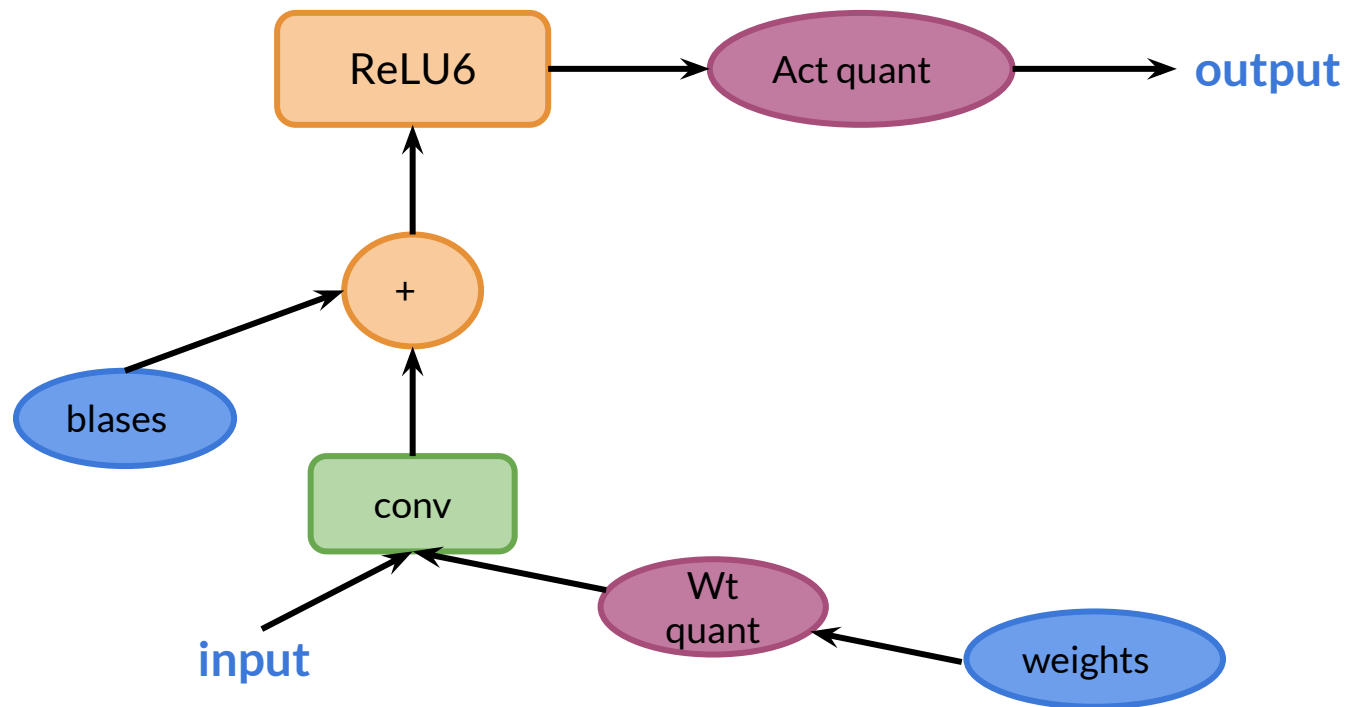 ReLU6
Act quant
output
+
blases
conv
Wt
quant
input
weights